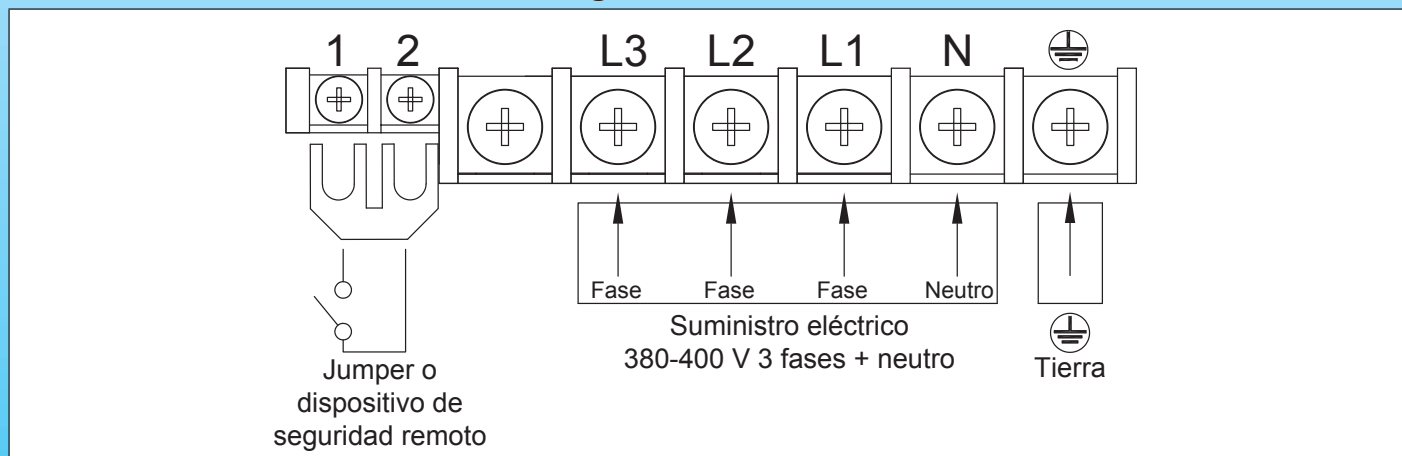 1 2 L3 L2 L1 N
Fase Fase Fase Neutro
Suministro eléctrico
380-400 V 3 fases + neutro
Tierra
Jumper o
dispositivo de
seguridad remoto